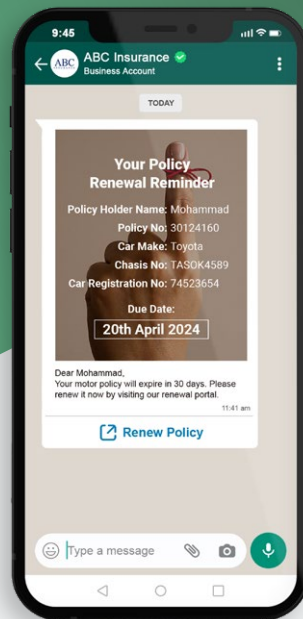 9:45
ABC
ABC Insurance
Business Account
TODAY
Your Policy
Renewal Reminder
Policy Holder Name: Mohammad
Policy No: 30124160
Car Make: Toyota
Chasis No: TASOK4589
Car Registration No: 74523654
Due Date:
20th April 2024
Dear Mohammad,
Your motor policy will expire in 30 days. Please
renew it now by visiting our renewal portal.
11:41 am
Renew Policy
Type a message